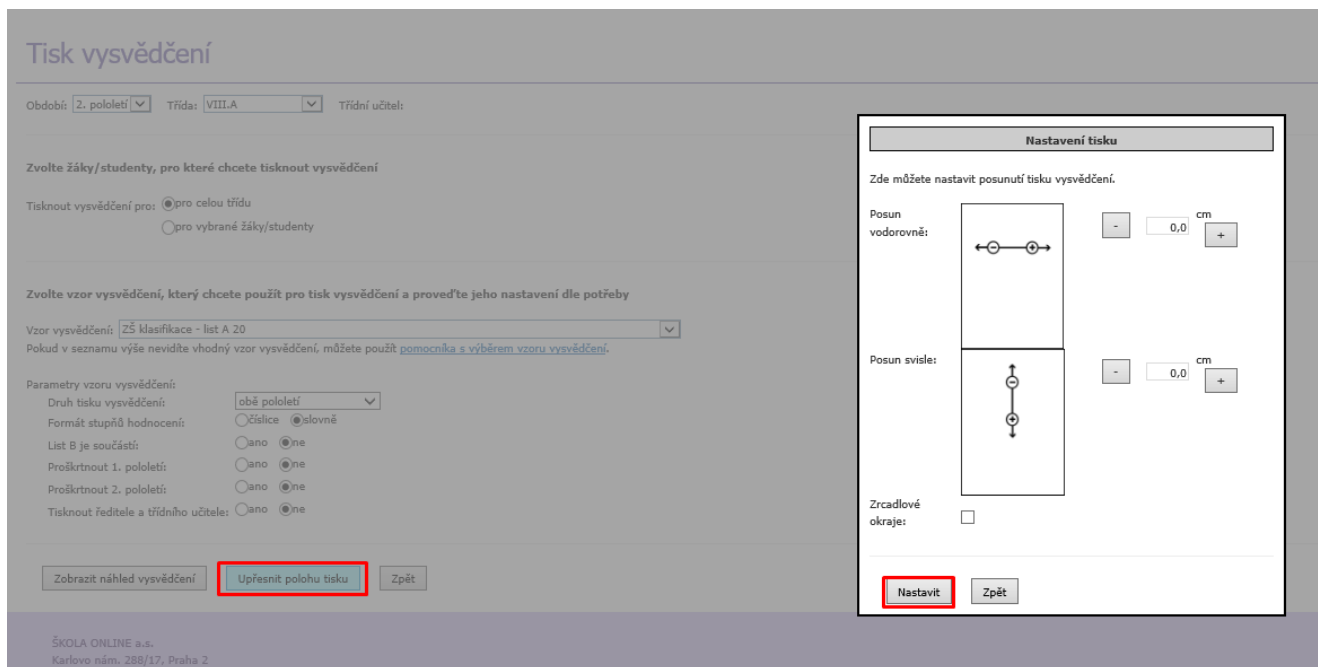 Tisk vysvědčení
Období: 2. pololetí Třída: VIII.A Třídní učitel:
Zvolte žáky/studenty, pro které chcete tisknout vysvědčení
Tisknout vysvědčení pro: pro celou třídu
pro vybrané žáky/studenty
Zvolte vzor vysvědčení, který chcete použít pro tisk vysvědčení a proveďte jeho nastavení dle potřeby
Vzor vysvědčení: ZŠ klasifikace - list A 20
Pokud v seznamu výše nevidíte vhodný vzor vysvědčení, můžete použít pomocníka s výběrem vzoru vysvědčení.
Parametry vzoru vysvědčení:
Druh tisku vysvědčení: obě pololetí
Formát stupňů hodnocení: číslice slovně
List B je součástí: ano ne
Proškrtnout 1. pololetí: ano ne
Proškrtnout 2. pololetí: ano ne
Tisknout ředitele a třídního učitele: ano ne
Zobrazit náhled vysvědčení Upřesnit polohu tisku Zpět
ŠKOLA ONLINE a.s.
Karlovo nám. 288/17, Praha 2
Nastavení tisku
Zde můžete nastavit posunutí tisku vysvědčení.
Posun
vodorovně:
- 0,0 cm +
Posun svisle:
- 0,0 cm +
Zrcadlové
okraje:
Nastavit Zpět